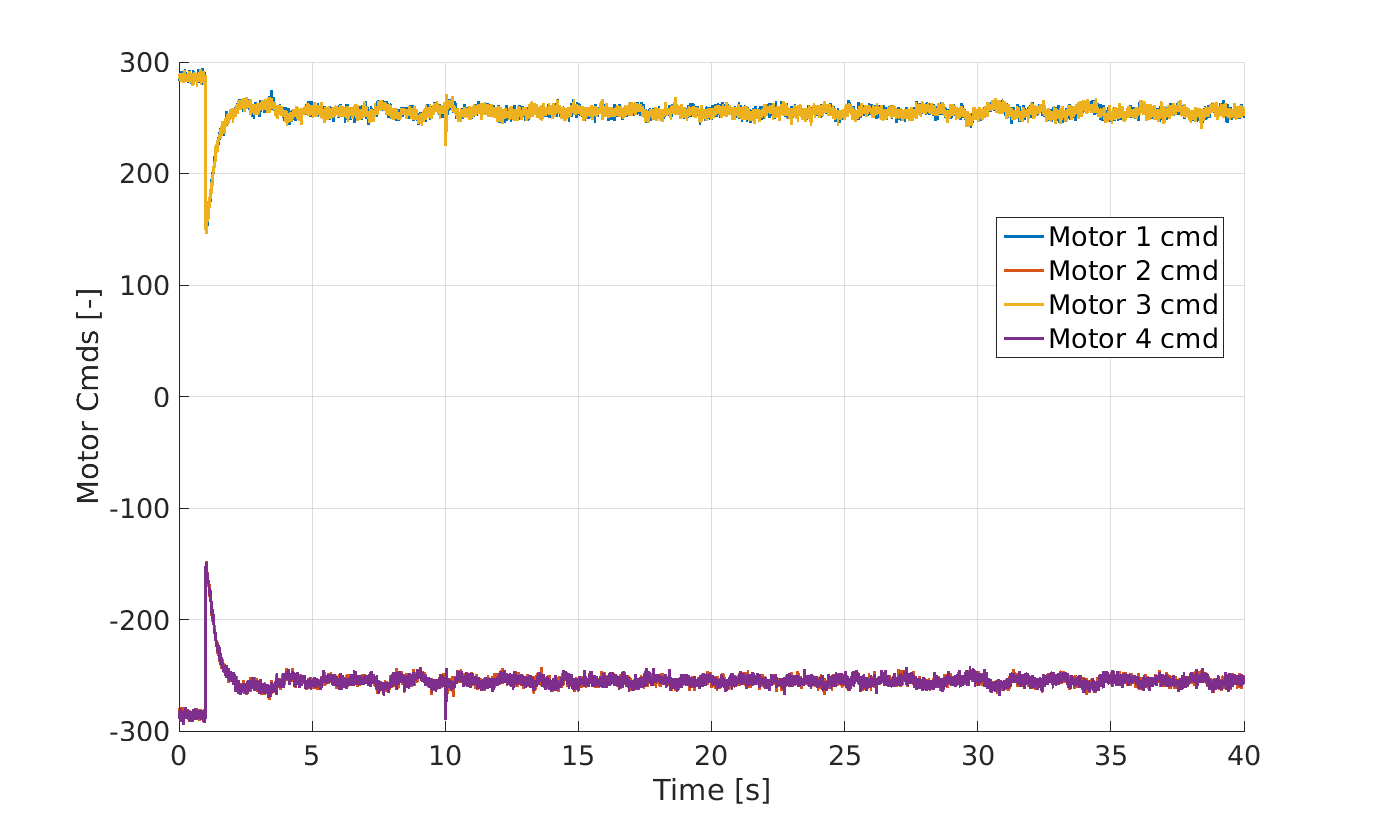 300
200
100
0
-100
-200
-300
0 5 10 15 20 25 30 35 40
Motor Cmds [-]
Time [s]
Motor 1 cmd
Motor 2 cmd
Motor 3 cmd
Motor 4 cmd